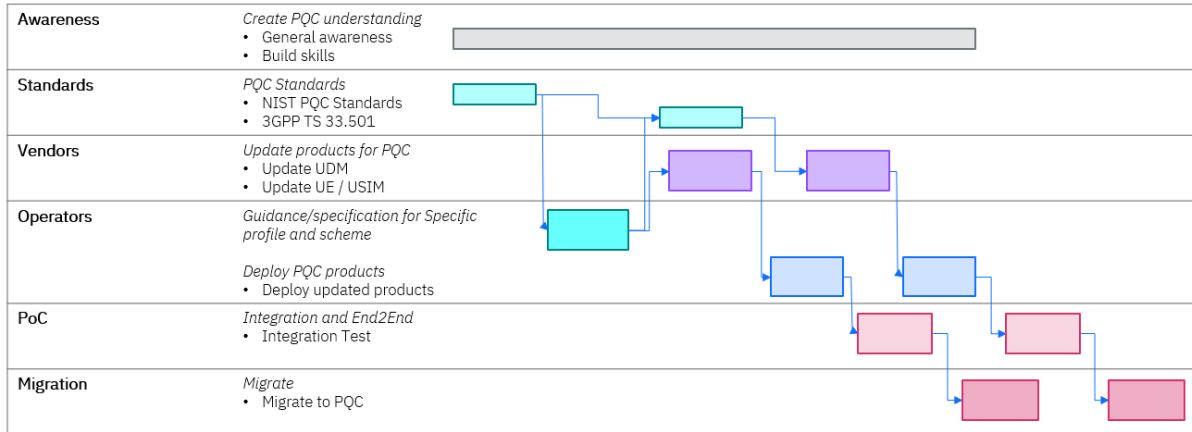 Awareness
Create PQC understanding
• General awareness
• Build skills
Standards
PQC Standards
• NIST PQC Standards
• 3GPP TS 33.501
Vendors
Update products for PQC
• Update UDM
• Update UE / USIM
Operators
Guidance/specification for Specific
profile and scheme
Deploy PQC products
• Deploy updated products
PoC
Integration and End2End
• Integration Test
Migration
Migrate
• Migrate to PQC